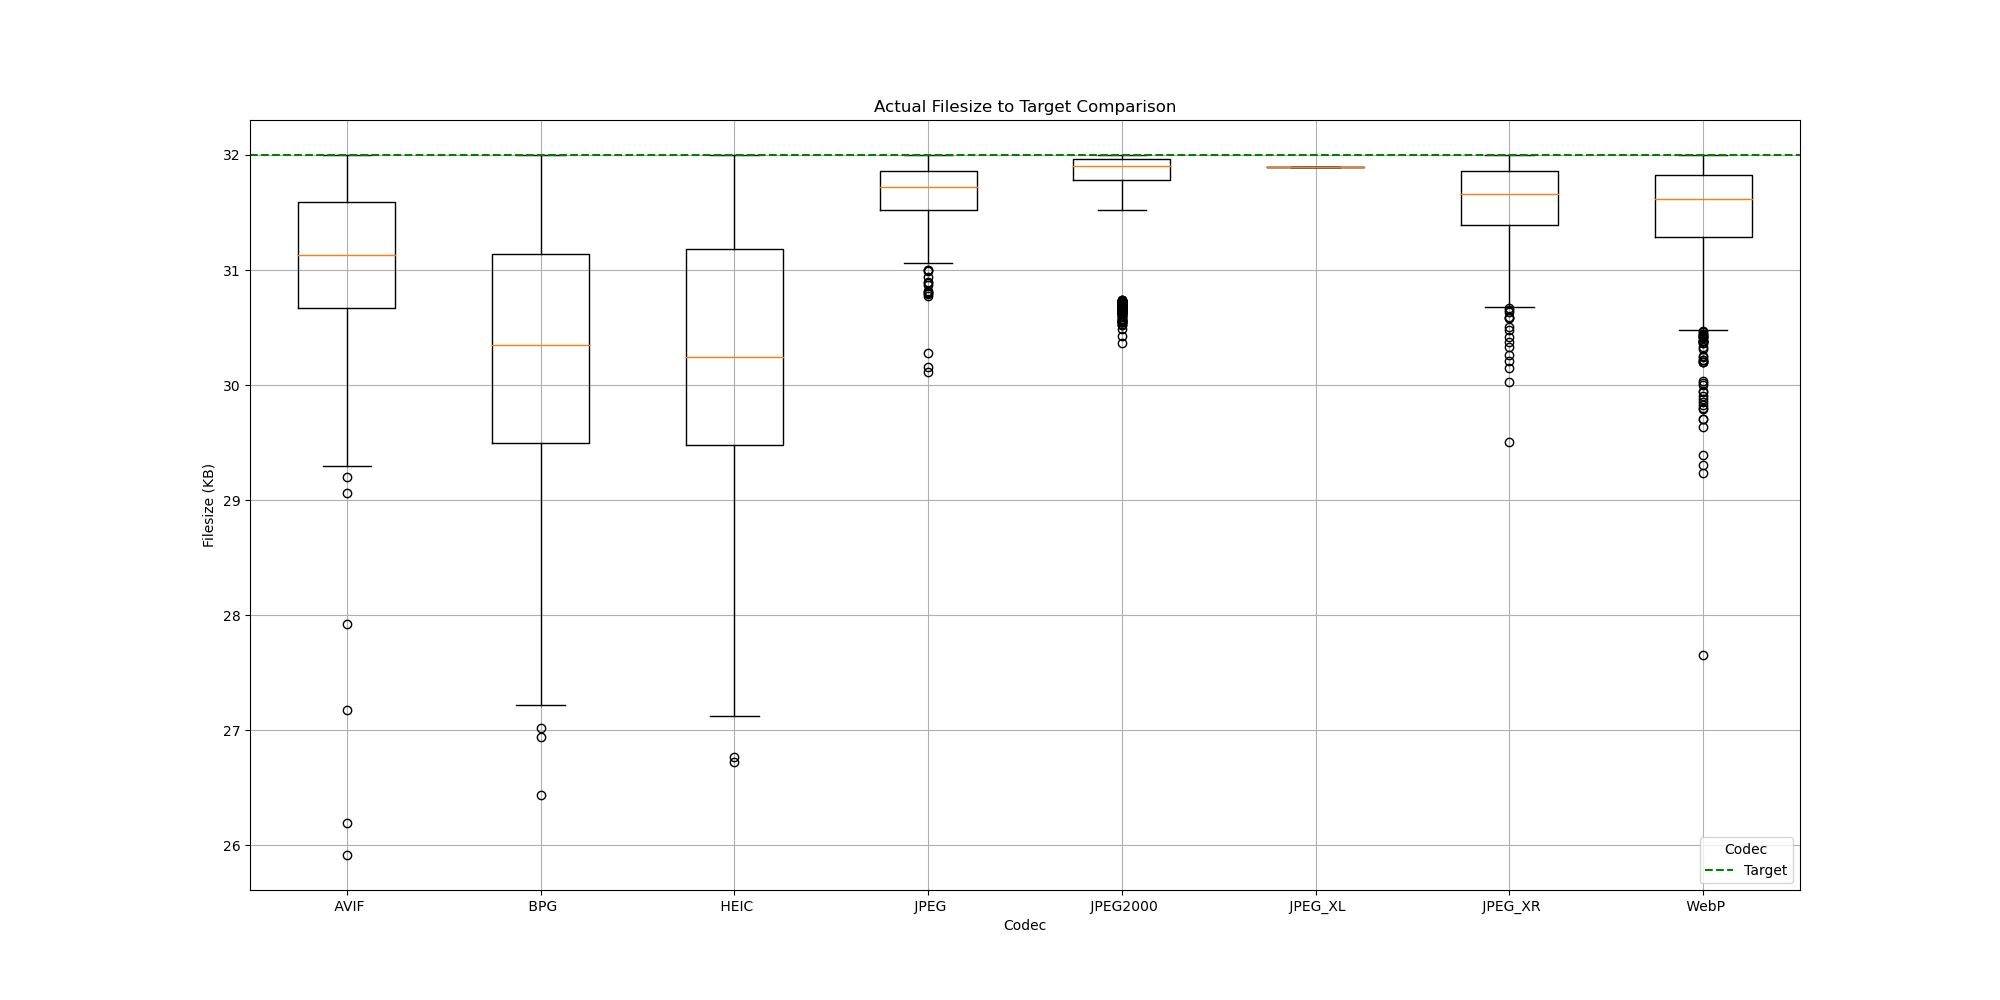 Actual Filesize to Target Comparison
32
31
30
29
28
27
26
Filesize (KB)
AVIF BPG HEIC JPEG JPEG2000 JPEG_XL JPEG_XR WebP
Codec
Codec
Target